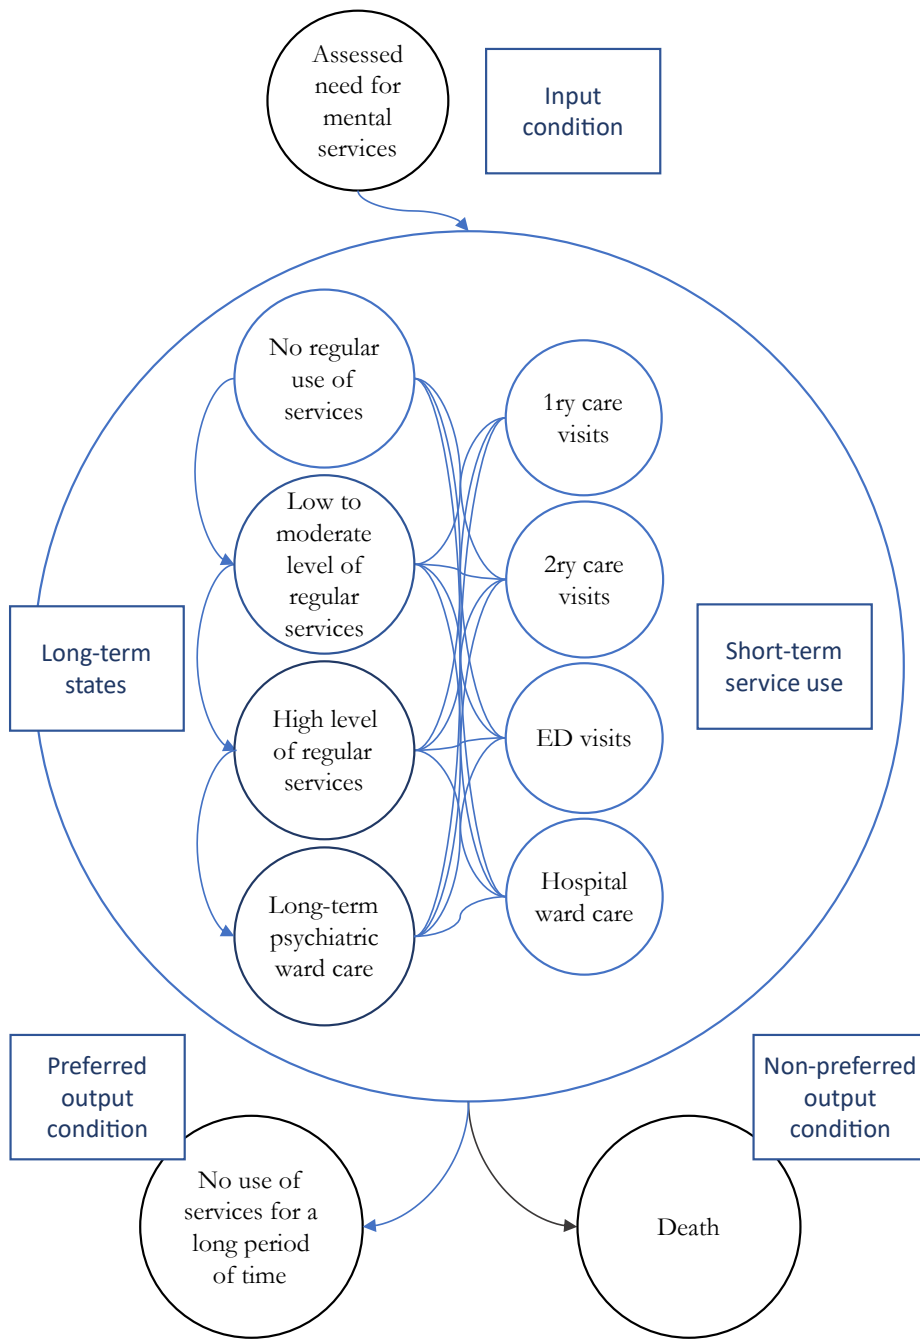 Assessed
need for
mental
services
Input
condition
No regular
use of
services
1ry care
visits
Low to
moderate
level of
regular
services
2ry care
visits
Long-term
states
Short-term
service use
High level
of regular
services
ED visits
Long-term
psychiatric
ward care
Hospital
ward care
Preferred
output
condition
Non-preferred
output
condition
No use of
services for a
long period
of time
Death